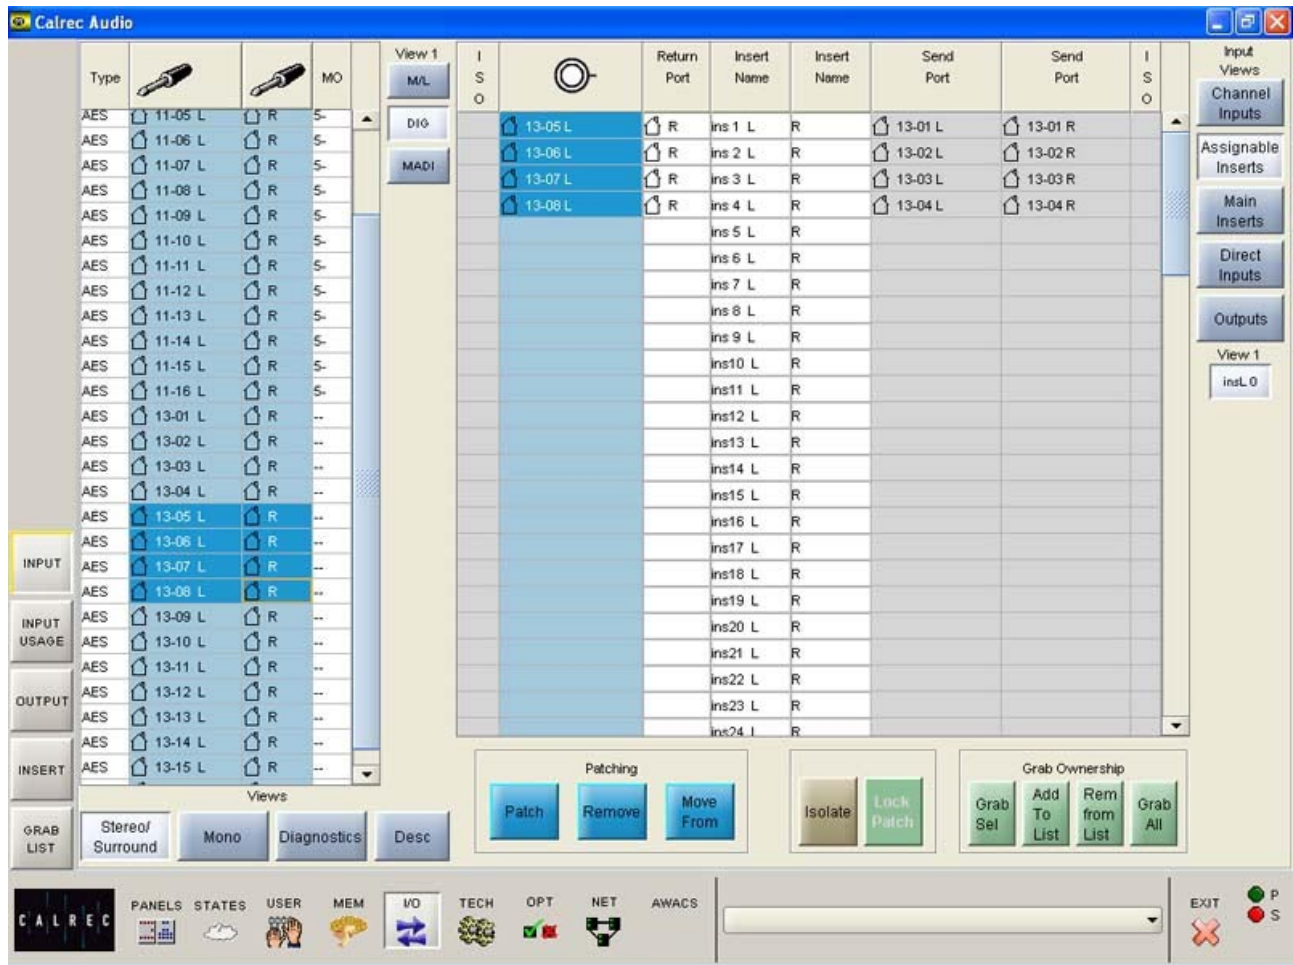 Calrec Audio
Type MO
AES 11-05 L R 5-
AES 11-06 L R 5-
AES 11-07 L R 5-
AES 11-08 L R 5-
AES 11-09 L R 5-
AES 11-10 L R 5-
AES 11-11 L R 5-
AES 11-12 L R 5-
AES 11-13 L R 5-
AES 11-14 L R 5-
AES 11-15 L R 5-
AES 11-16 L R 5-
AES 13-01 L R --
AES 13-02 L R --
AES 13-03 L R --
AES 13-04 L R --
AES 13-05 L R --
AES 13-06 L R --
AES 13-07 L R --
AES 13-08 L R --
AES 13-09 L R --
AES 13-10 L R --
AES 13-11 L R --
AES 13-12 L R --
AES 13-13 L R --
AES 13-14 L R --
AES 13-15 L R --
View 1
M/L
DIG
MADI
I S O Return Port Insert Name Insert Name Send Port Send Port I S O
13-05 L R ins 1 L R 13-01 L 13-01 R
13-06 L R ins 2 L R 13-02 L 13-02 R
13-07 L R ins 3 L R 13-03 L 13-03 R
13-08 L R ins 4 L R 13-04 L 13-04 R
ins 5 L R
ins 6 L R
ins 7 L R
ins 8 L R
ins 9 L R
ins10 L R
ins11 L R
ins12 L R
ins13 L R
ins14 L R
ins15 L R
ins16 L R
ins17 L R
ins18 L R
ins19 L R
ins20 L R
ins21 L R
ins22 L R
ins23 L R
ins24 L R
Input
Views
Channel
Inputs
Assignable
Inserts
Main
Inserts
Direct
Inputs
Outputs
View 1
insL 0
INPUT
INPUT
USAGE
OUTPUT
INSERT
GRAB
LIST
Views
Stereo/
Surround
Mono
Diagnostics
Desc
Patching
Patch
Remove
Move
From
Isolate
Lock
Patch
Grab Ownership
Grab
Sel
Add
To
List
Rem
from
List
Grab
All
CALREC
PANELS STATES USER MEM I/O TECH OPT NET AWACS
EXIT
P
S